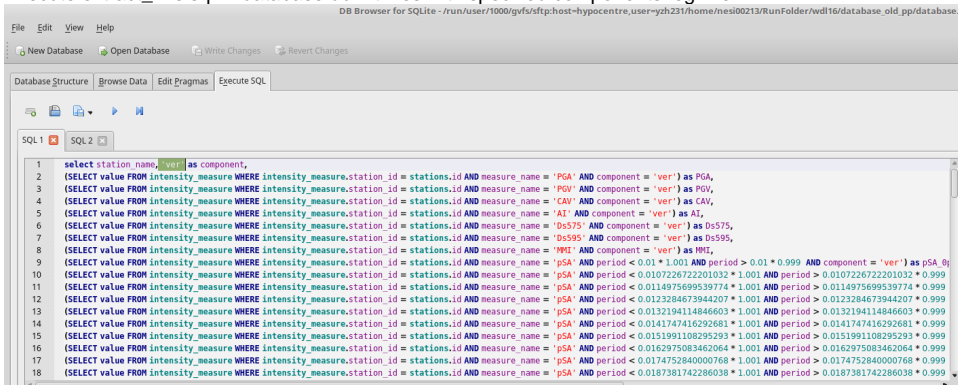 DB Browser for SQLite - /run/user/1000/gvfs/sftp:host=hypocentre,user=yzh231/home/nesi00213/RunFolder/wdl16/database_old_pp/database.
File Edit View Help
New Database Open Database Write Changes Revert Changes
Database Structure Browse Data Edit Pragmas Execute SQL
SQL 1 SQL 2
1 select station_name, 'ver' as component,
2 (SELECT value FROM intensity_measure WHERE intensity_measure.station_id = stations.id AND measure_name = 'PGA' AND component = 'ver') as PGA,
3 (SELECT value FROM intensity_measure WHERE intensity_measure.station_id = stations.id AND measure_name = 'PGV' AND component = 'ver') as PGV,
4 (SELECT value FROM intensity_measure WHERE intensity_measure.station_id = stations.id AND measure_name = 'CAV' AND component = 'ver') as CAV,
5 (SELECT value FROM intensity_measure WHERE intensity_measure.station_id = stations.id AND measure_name = 'AI' AND component = 'ver') as AI,
6 (SELECT value FROM intensity_measure WHERE intensity_measure.station_id = stations.id AND measure_name = 'Ds575' AND component = 'ver') as Ds575,
7 (SELECT value FROM intensity_measure WHERE intensity_measure.station_id = stations.id AND measure_name = 'Ds595' AND component = 'ver') as Ds595,
8 (SELECT value FROM intensity_measure WHERE intensity_measure.station_id = stations.id AND measure_name = 'MMI' AND component = 'ver') as MMI,
9 (SELECT value FROM intensity_measure WHERE intensity_measure.station_id = stations.id AND measure_name = 'pSA' AND period < 0.01 * 1.001 AND period > 0.01 * 0.999 AND component = 'ver') as pSA_0p
10 (SELECT value FROM intensity_measure WHERE intensity_measure.station_id = stations.id AND measure_name = 'pSA' AND period < 0.0107226722201032 * 1.001 AND period > 0.0107226722201032 * 0.999
11 (SELECT value FROM intensity_measure WHERE intensity_measure.station_id = stations.id AND measure_name = 'pSA' AND period < 0.0114975699539774 * 1.001 AND period > 0.0114975699539774 * 0.999
12 (SELECT value FROM intensity_measure WHERE intensity_measure.station_id = stations.id AND measure_name = 'pSA' AND period < 0.0123284673944207 * 1.001 AND period > 0.0123284673944207 * 0.999
13 (SELECT value FROM intensity_measure WHERE intensity_measure.station_id = stations.id AND measure_name = 'pSA' AND period < 0.0132194114846603 * 1.001 AND period > 0.0132194114846603 * 0.999
14 (SELECT value FROM intensity_measure WHERE intensity_measure.station_id = stations.id AND measure_name = 'pSA' AND period < 0.0141747416292681 * 1.001 AND period > 0.0141747416292681 * 0.999
15 (SELECT value FROM intensity_measure WHERE intensity_measure.station_id = stations.id AND measure_name = 'pSA' AND period < 0.0151991108295293 * 1.001 AND period > 0.0151991108295293 * 0.999
16 (SELECT value FROM intensity_measure WHERE intensity_measure.station_id = stations.id AND measure_name = 'pSA' AND period < 0.0162975083462064 * 1.001 AND period > 0.0162975083462064 * 0.999
17 (SELECT value FROM intensity_measure WHERE intensity_measure.station_id = stations.id AND measure_name = 'pSA' AND period < 0.0174752840000768 * 1.001 AND period > 0.0174752840000768 * 0.999
18 (SELECT value FROM intensity_measure WHERE intensity_measure.station_id = stations.id AND measure_name = 'pSA' AND period < 0.0187381742286038 * 1.001 AND period > 0.0187381742286038 * 0.999